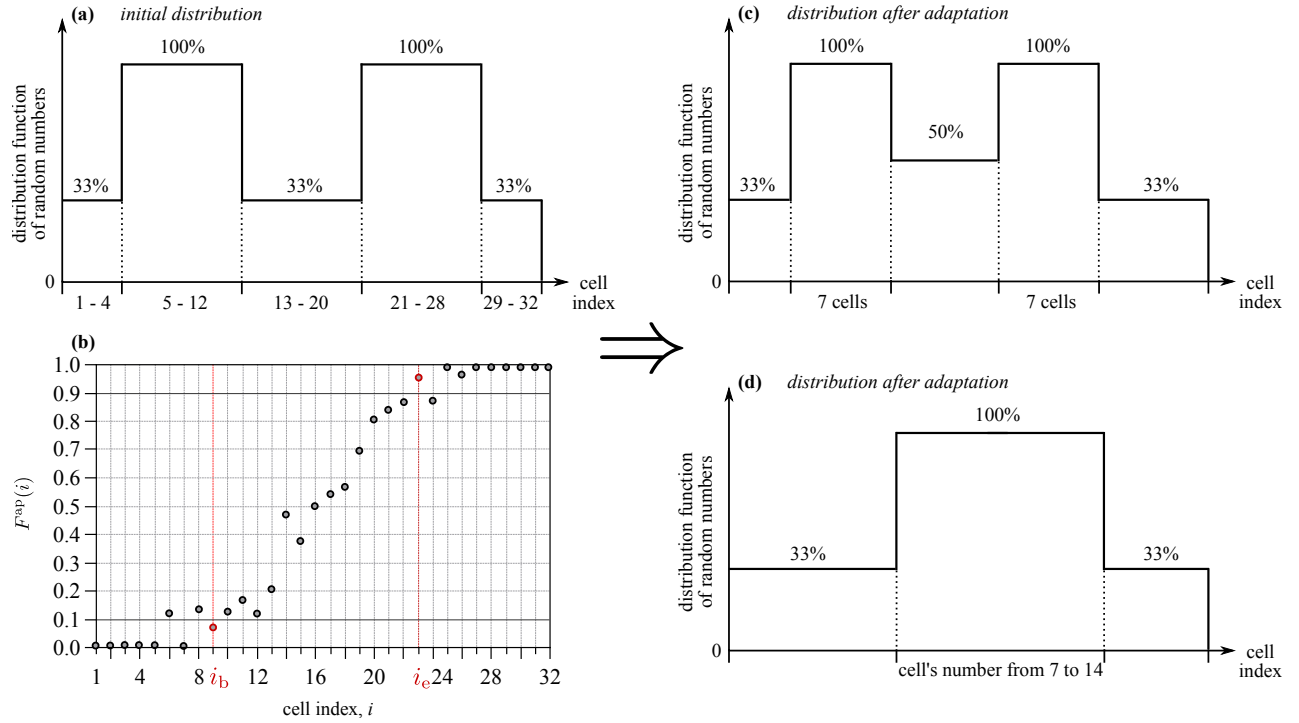 (a) initial distribution
distribution function
of random numbers
100%
100%
33%
33%
33%
0
cell
index
1 - 4
5 - 12
13 - 20
21 - 28
29 - 32
(b)
1.0
0.9
0.8
0.7
0.6
0.5
0.4
0.3
0.2
0.1
0.0
F^ap(i)
1 4 8 i_b 12 16 20 i_e 24 28 32
cell index, i
⇒
(c) distribution after adaptation
distribution function
of random numbers
100%
100%
50%
33%
33%
0
cell
index
7 cells
7 cells
(d) distribution after adaptation
distribution function
of random numbers
100%
33%
33%
0
cell
index
cell's number from 7 to 14